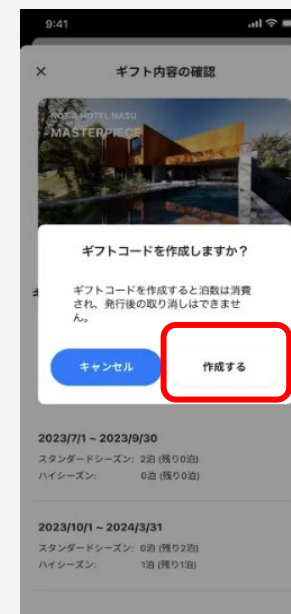 9:41
ギフト内容の確認
NOT A HOTEL NASU
MASTERPIECE
ギフトコードを作成しますか？
ギフトコードを作成すると泊数は消費
され、発行後の取り消しはできませ
ん。
キャンセル
作成する
2023/7/1 ~ 2023/9/30
スタンダードシーズン: 2泊 (残り0泊)
ハイシーズン: 0泊 (残り0泊)
2023/10/1 ~ 2024/3/31
スタンダードシーズン: 0泊 (残り2泊)
ハイシーズン: 1泊 (残り1泊)